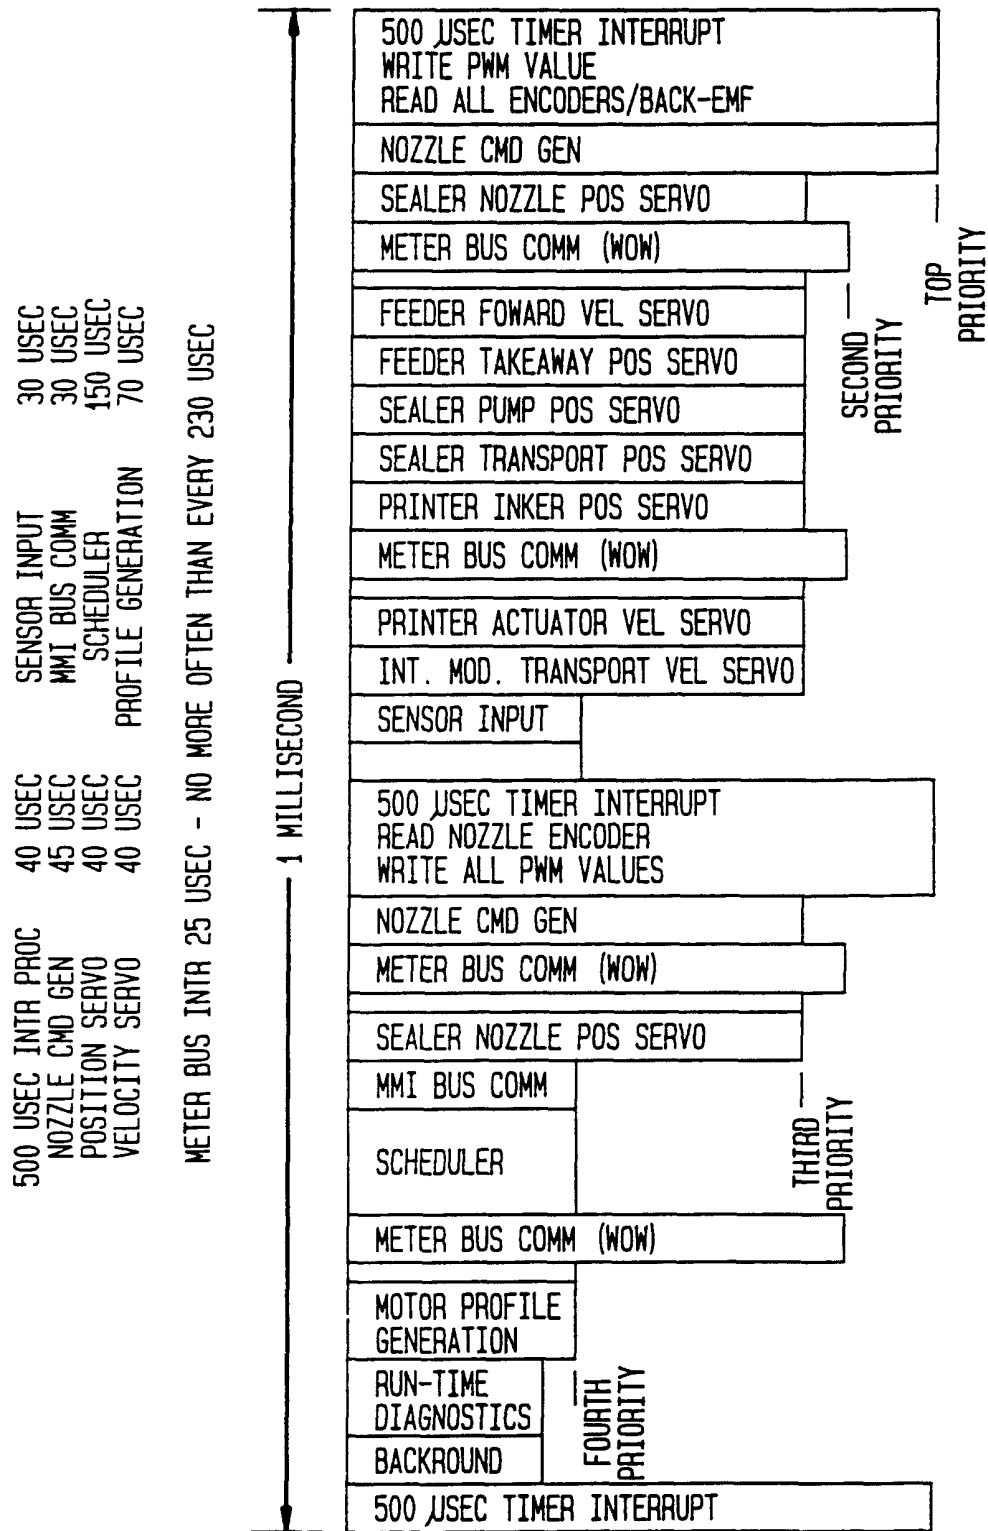 500 µSEC TIMER INTERRUPT
WRITE PWM VALUE
READ ALL ENCODERS/BACK-EMF
NOZZLE CMD GEN
SEALER NOZZLE POS SERVO
METER BUS COMM (WOW)
FEEDER FOWARD VEL SERVO
FEEDER TAKEAWAY POS SERVO
SEALER PUMP POS SERVO
SEALER TRANSPORT POS SERVO
PRINTER INKER POS SERVO
METER BUS COMM (WOW)
PRINTER ACTUATOR VEL SERVO
INT. MOD. TRANSPORT VEL SERVO
SENSOR INPUT
500 µSEC TIMER INTERRUPT
READ NOZZLE ENCODER
WRITE ALL PWM VALUES
NOZZLE CMD GEN
METER BUS COMM (WOW)
SEALER NOZZLE POS SERVO
MMI BUS COMM
SCHEDULER
METER BUS COMM (WOW)
MOTOR PROFILE
GENERATION
RUN-TIME
DIAGNOSTICS
BACKROUND
500 µSEC TIMER INTERRUPT
TOP
PRIORITY
SECOND
PRIORITY
THIRD
PRIORITY
FOURTH
PRIORITY
1 MILLISECOND
500 USEC INTR PROC 40 USEC SENSOR INPUT 30 USEC
NOZZLE CMD GEN 45 USEC MMI BUS COMM 30 USEC
POSITION SERVO 40 USEC SCHEDULER 150 USEC
VELOCITY SERVO 40 USEC PROFILE GENERATION 70 USEC
METER BUS INTR 25 USEC - NO MORE OFTEN THAN EVERY 230 USEC